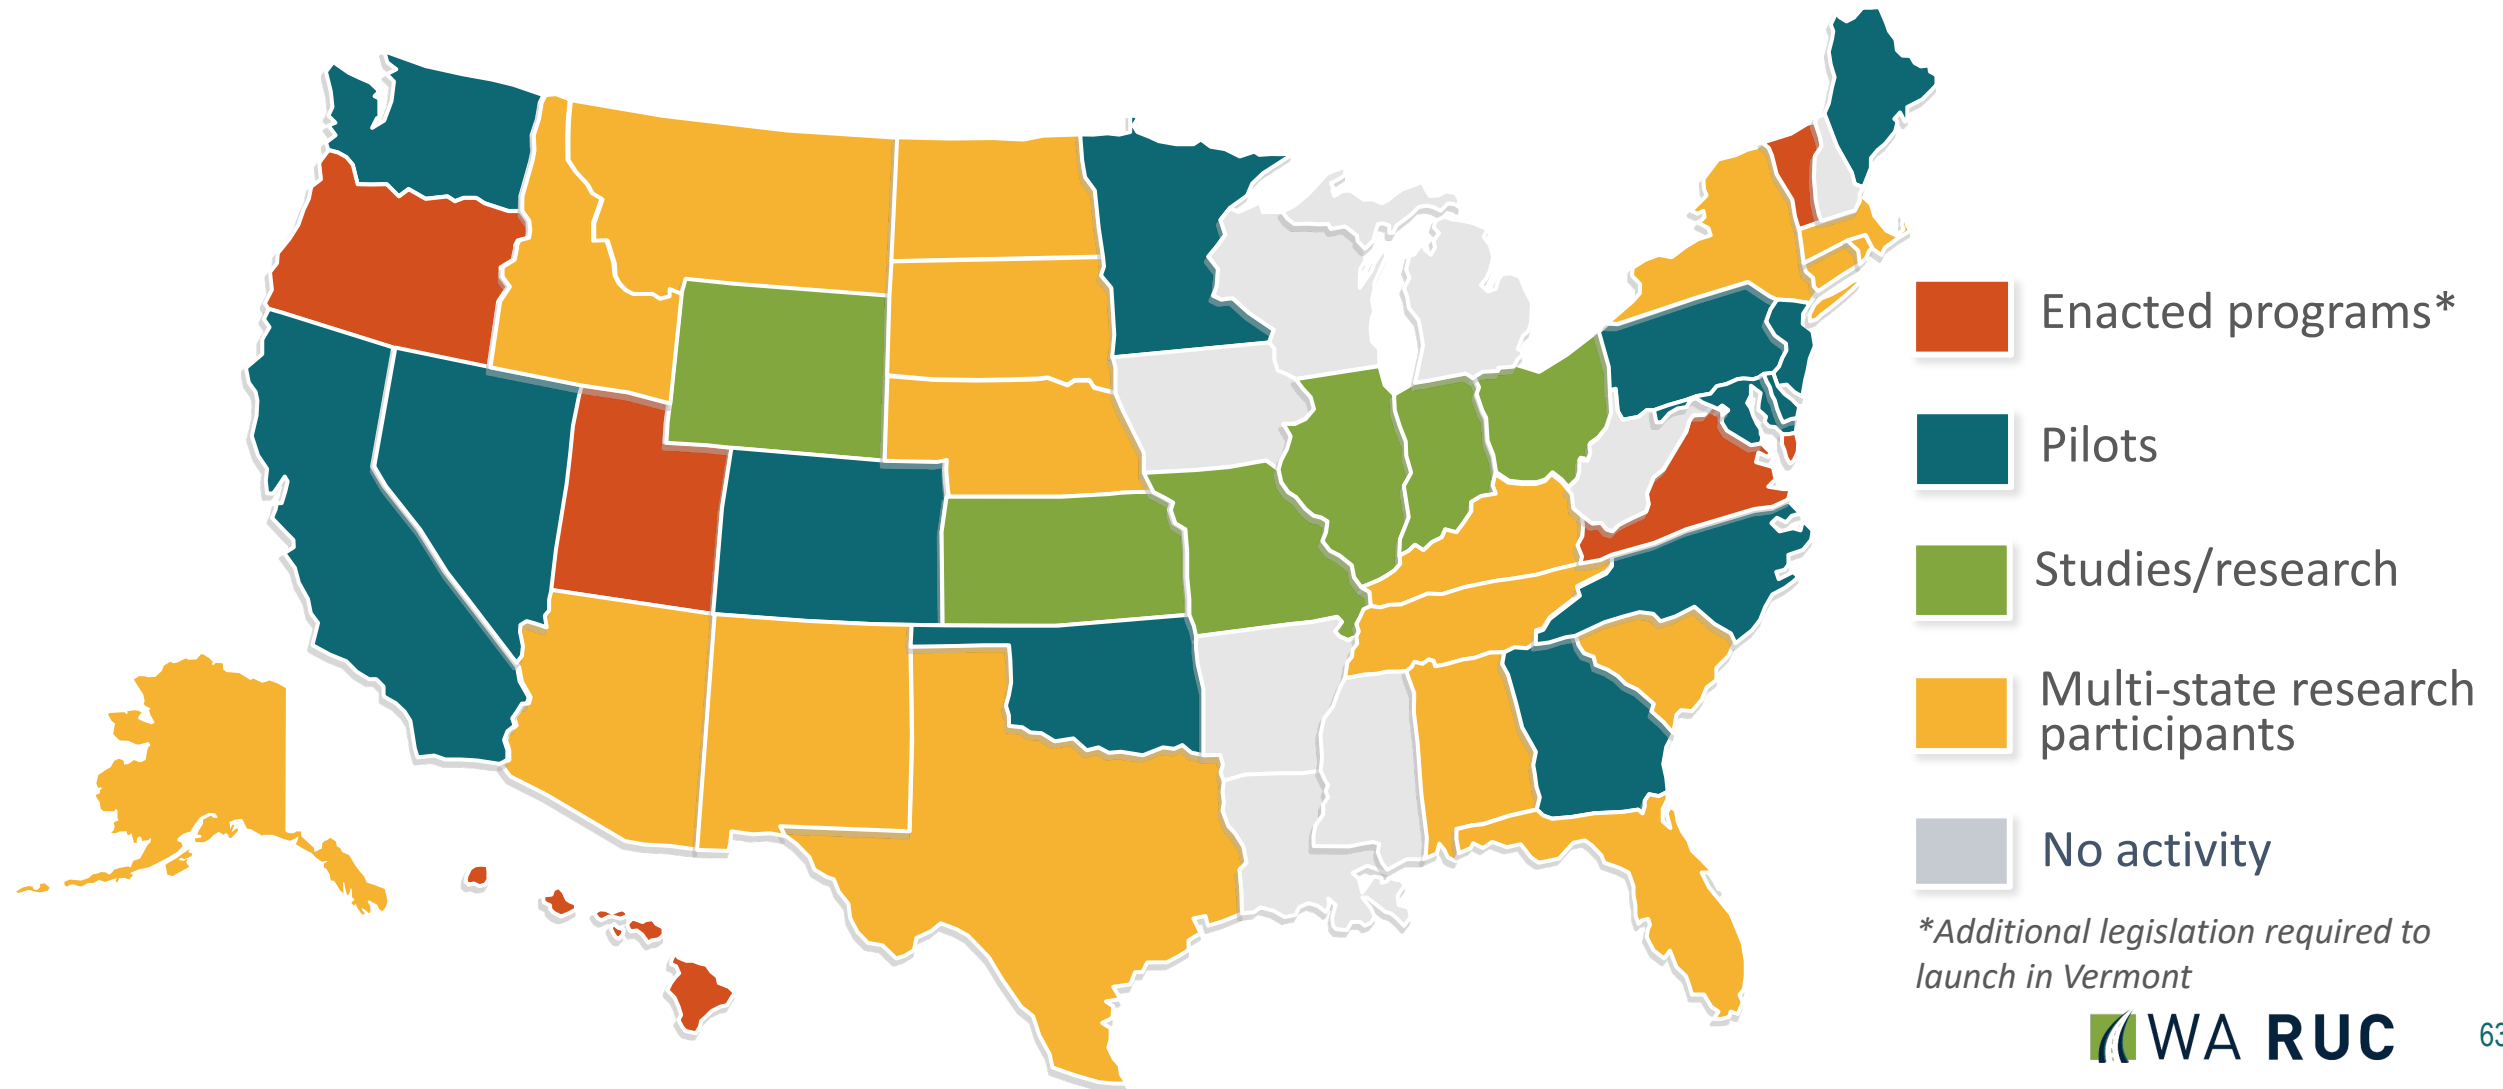 Enacted programs*
Pilots
Studies/research
Multi-state research
participants
No activity
*Additional legislation required to
launch in Vermont
WA RUC
63